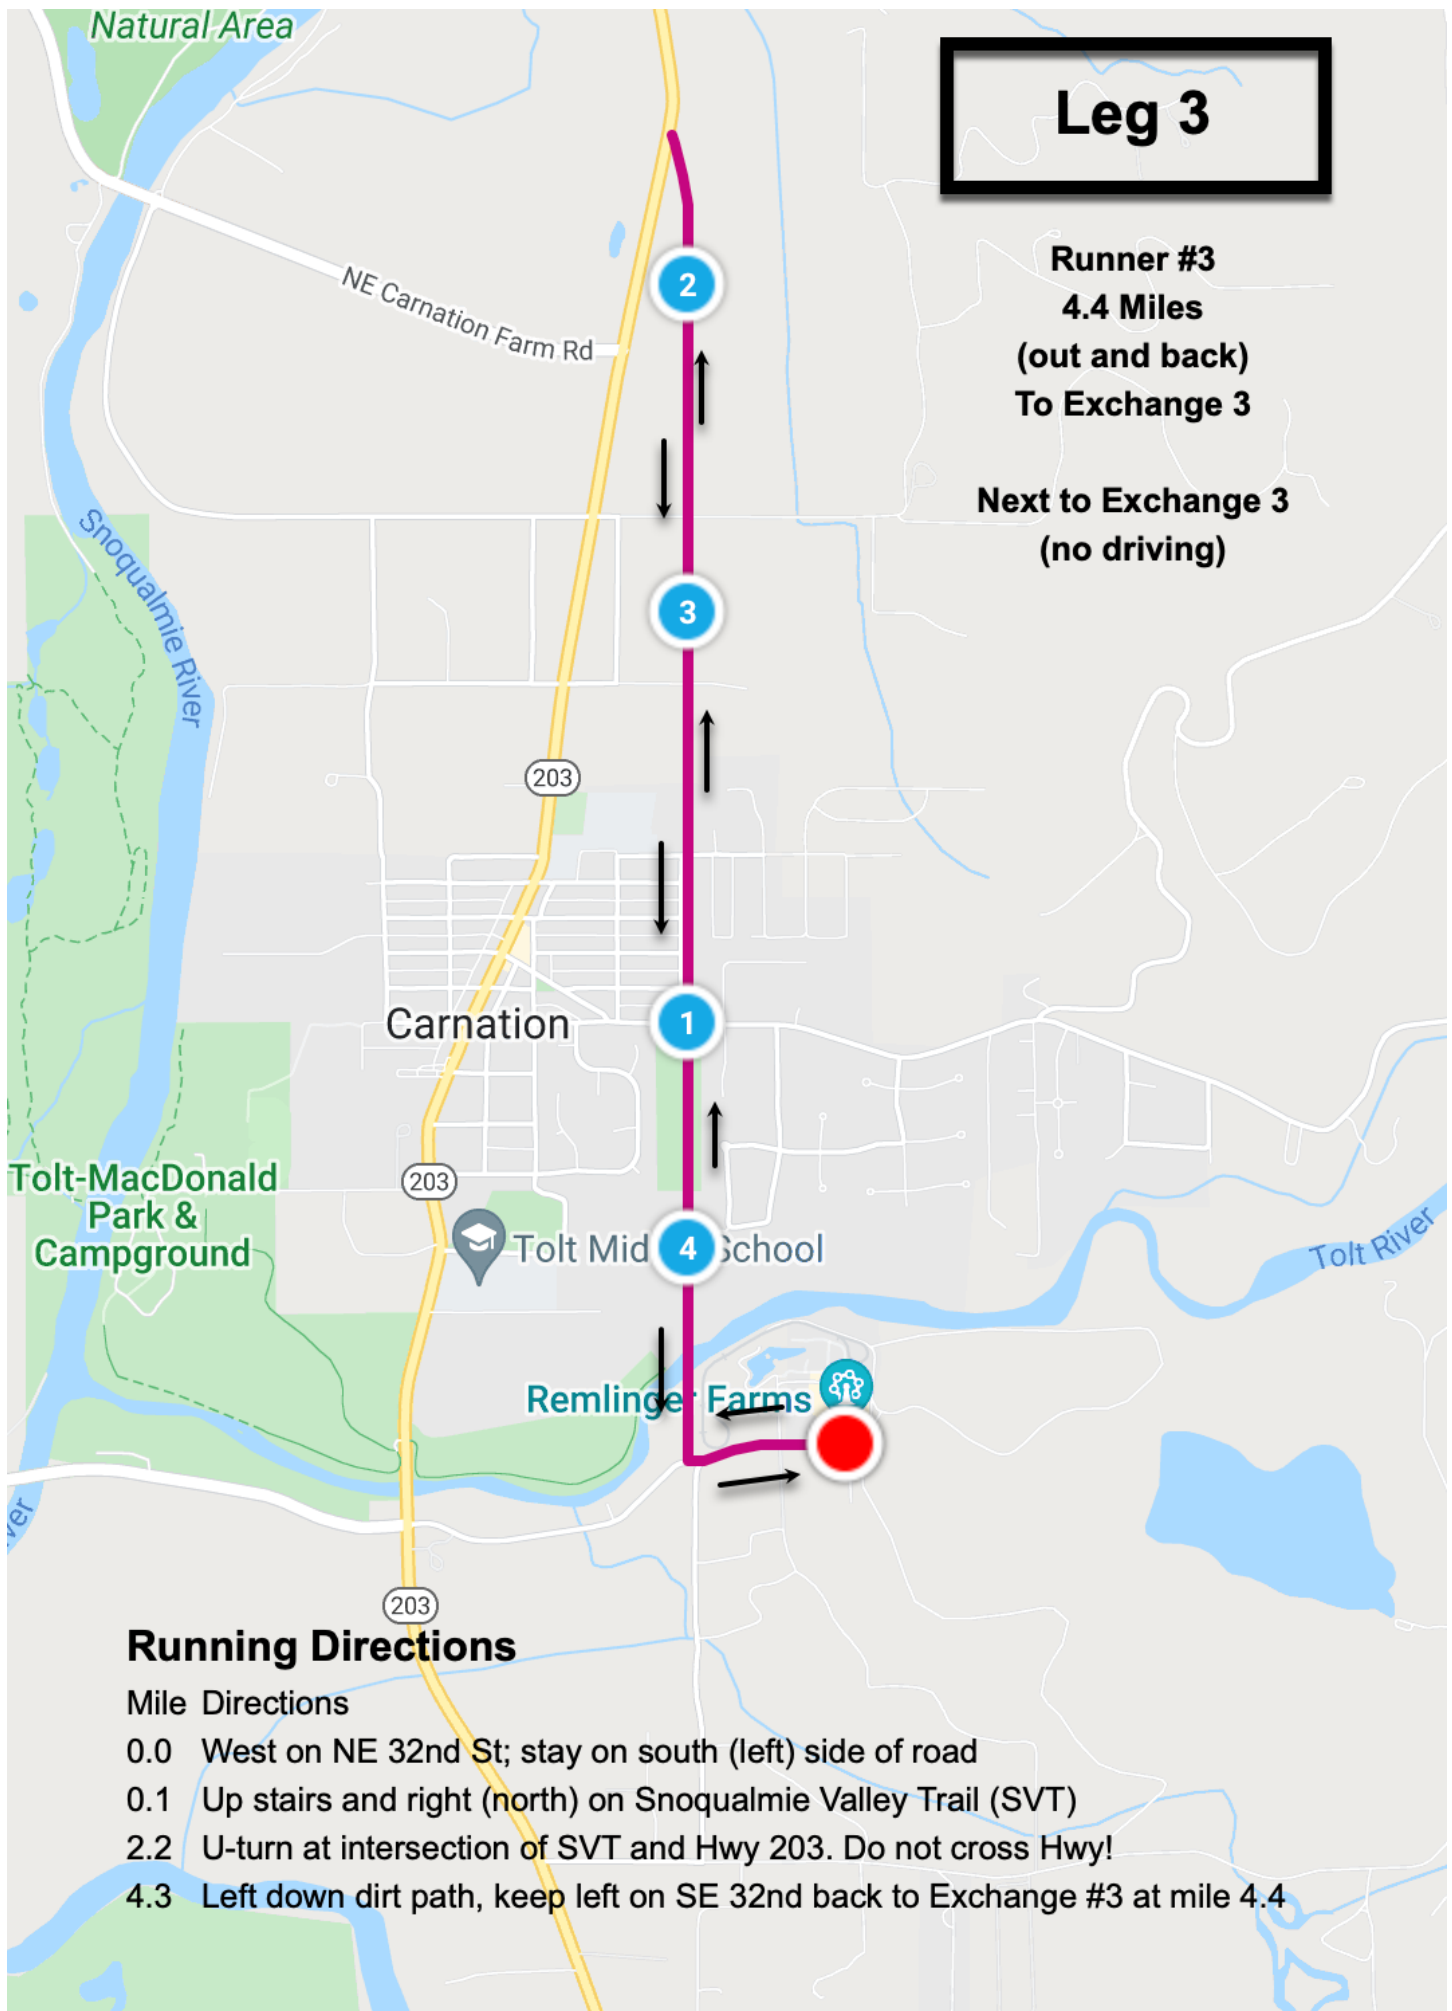 Natural Area
Leg 3
Runner #3
4.4 Miles
(out and back)
To Exchange 3
Next to Exchange 3
(no driving)
2
NE Carnation Farm Rd
Snoqualmie River
3
203
Carnation
1
203
Tolt-MacDonald
Park &
Campground
Tolt Mid
4
School
Tolt River
Remlinger Farms
203
Running Directions
Mile Directions
0.0 West on NE 32nd St; stay on south (left) side of road
0.1 Up stairs and right (north) on Snoqualmie Valley Trail (SVT)
2.2 U-turn at intersection of SVT and Hwy 203. Do not cross Hwy!
4.3 Left down dirt path, keep left on SE 32nd back to Exchange #3 at mile 4.4